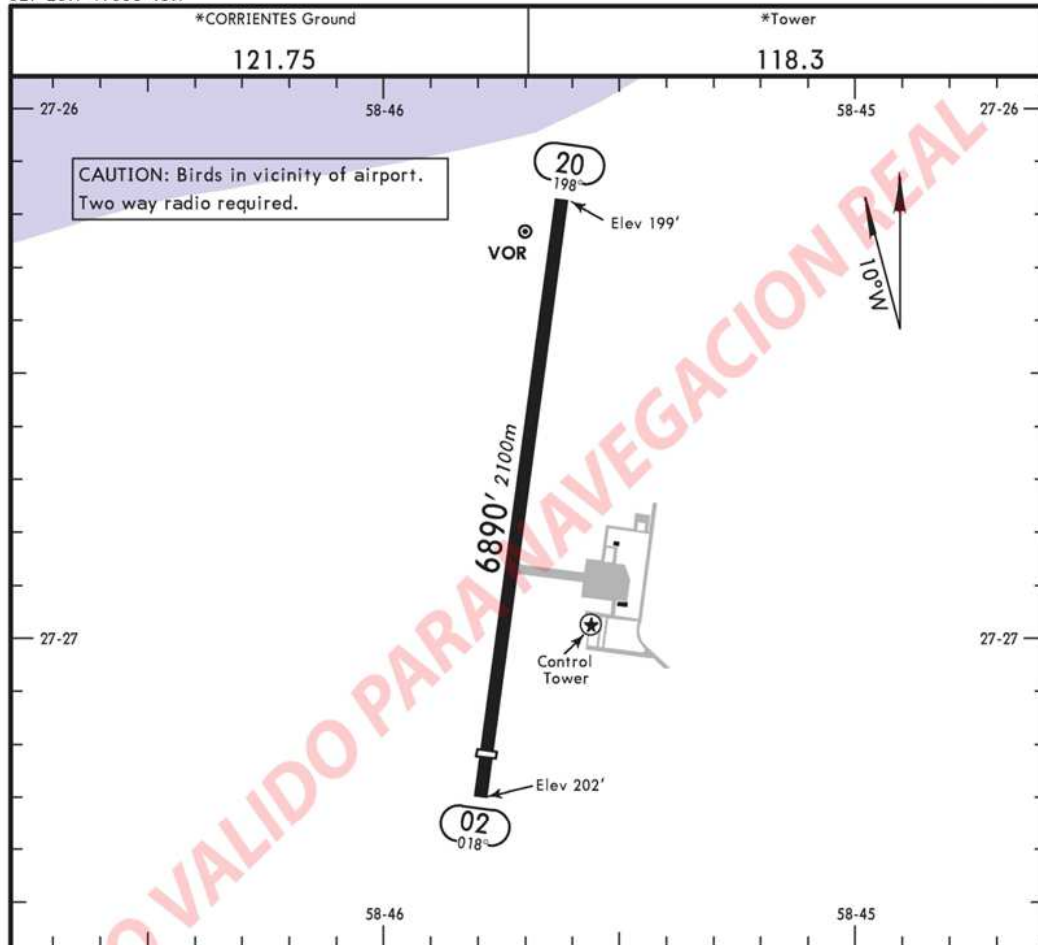 *CORRIENTES Ground
121.75
*Tower
118.3
27-26
58-46
58-45
27-26
CAUTION: Birds in vicinity of airport.
Two way radio required.
20
198°
Elev 199'
VOR
10°W
6890' 2100m
27-27
27-27
Control
Tower
Elev 202'
02
018°
58-46
58-45
O VALIDO PARA NAVEGACION REAL